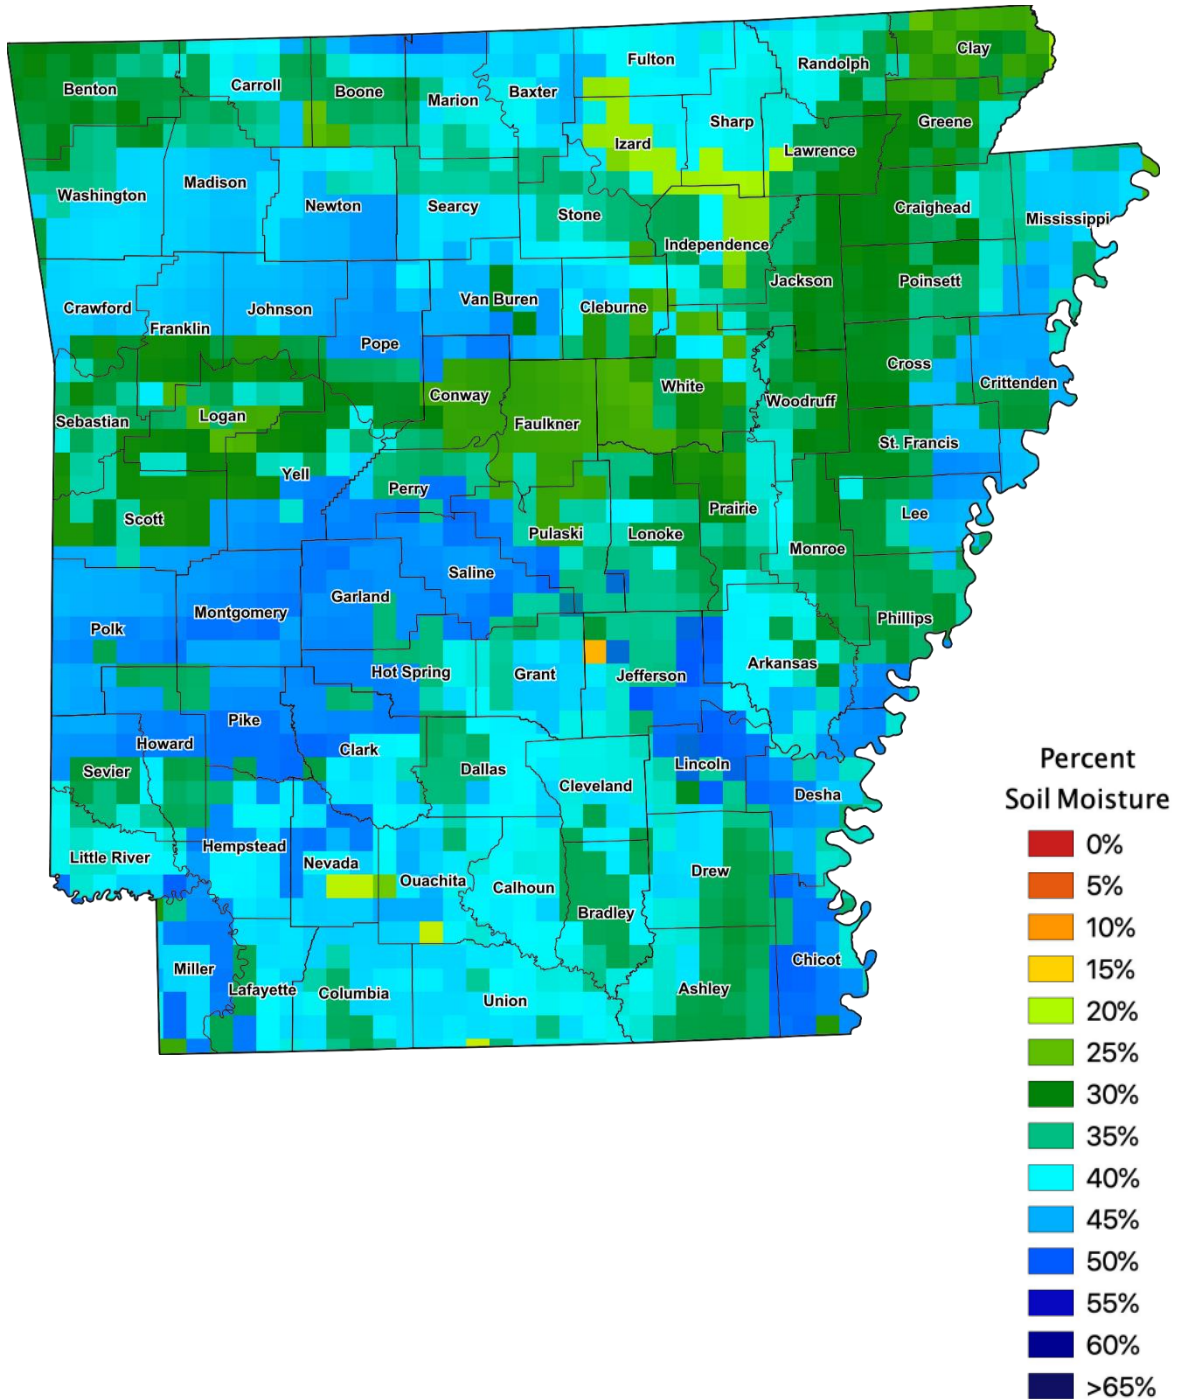 Clay
Fulton
Randolph
Carroll
Benton
Boone
Baxter
Marion
Sharp
Greene
Izard
Lawrence
Madison
Washington
Newton
Searcy
Stone
Craighead
Mississippi
Independence
Jackson
Poinsett
Van Buren
Crawford
Johnson
Cleburne
Franklin
Pope
Cross
Crittenden
White
Conway
Woodruff
Logan
Sebastian
Faulkner
St. Francis
Yell
Perry
Prairie
Lee
Scott
Pulaski
Lonoke
Monroe
Saline
Garland
Montgomery
Phillips
Polk
Arkansas
Hot Spring
Grant
Jefferson
Pike
Howard
Clark
Lincoln
Sevier
Dallas
Cleveland
Desha
Hempstead
Little River
Nevada
Drew
Ouachita
Calhoun
Bradley
Chicot
Miller
Lafayette
Columbia
Union
Ashley
Percent
Soil Moisture
0%
5%
10%
15%
20%
25%
30%
35%
40%
45%
50%
55%
60%
>65%